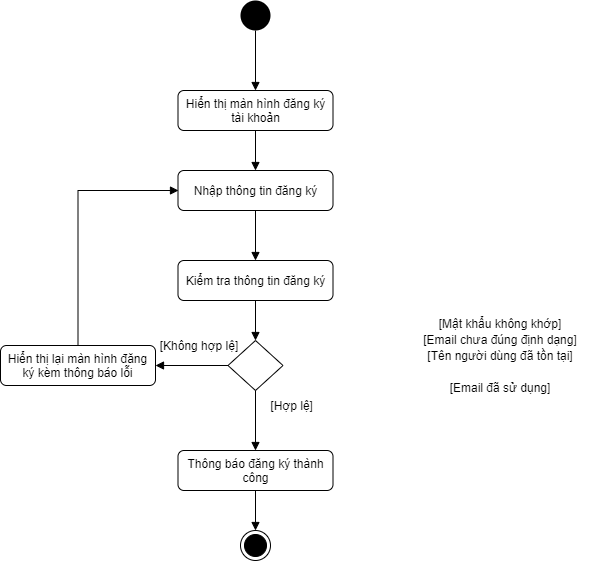 Hiển thị màn hình đăng ký
tài khoản
Nhập thông tin đăng ký
Kiểm tra thông tin đăng ký
[Không hợp lệ]
Hiển thị lại màn hình đăng
ký kèm thông báo lỗi
[Hợp lệ]
Thông báo đăng ký thành
công
[Mật khẩu không khớp]
[Email chưa đúng định dạng]
[Tên người dùng đã tồn tại]
[Email đã sử dụng]